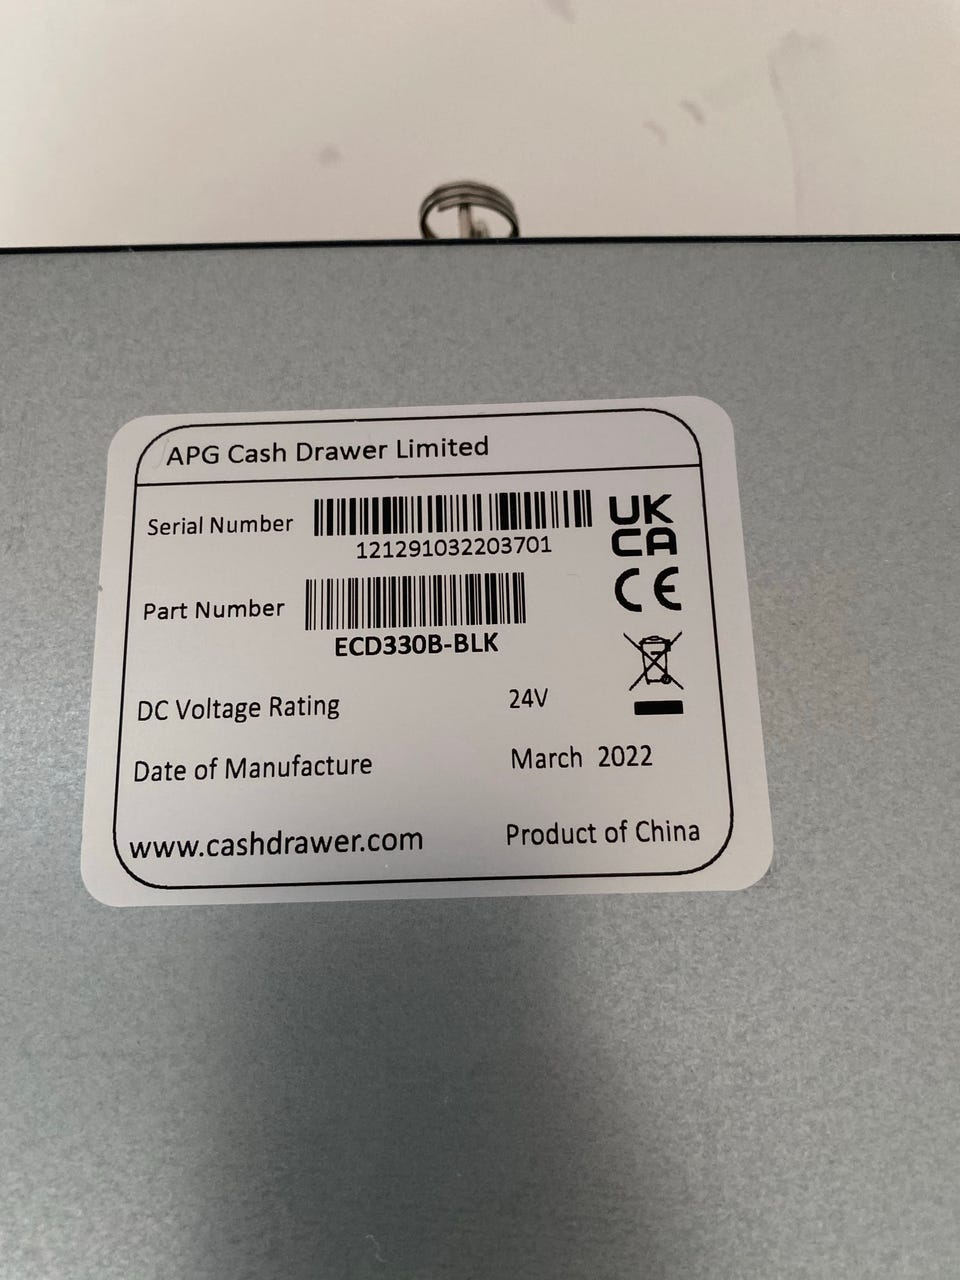 APG Cash Drawer Limited
Serial Number
121291032203701
UK
CA
CE
Part Number
ECD330B-BLK
DC Voltage Rating 24V
Date of Manufacture March 2022
www.cashdrawer.com Product of China